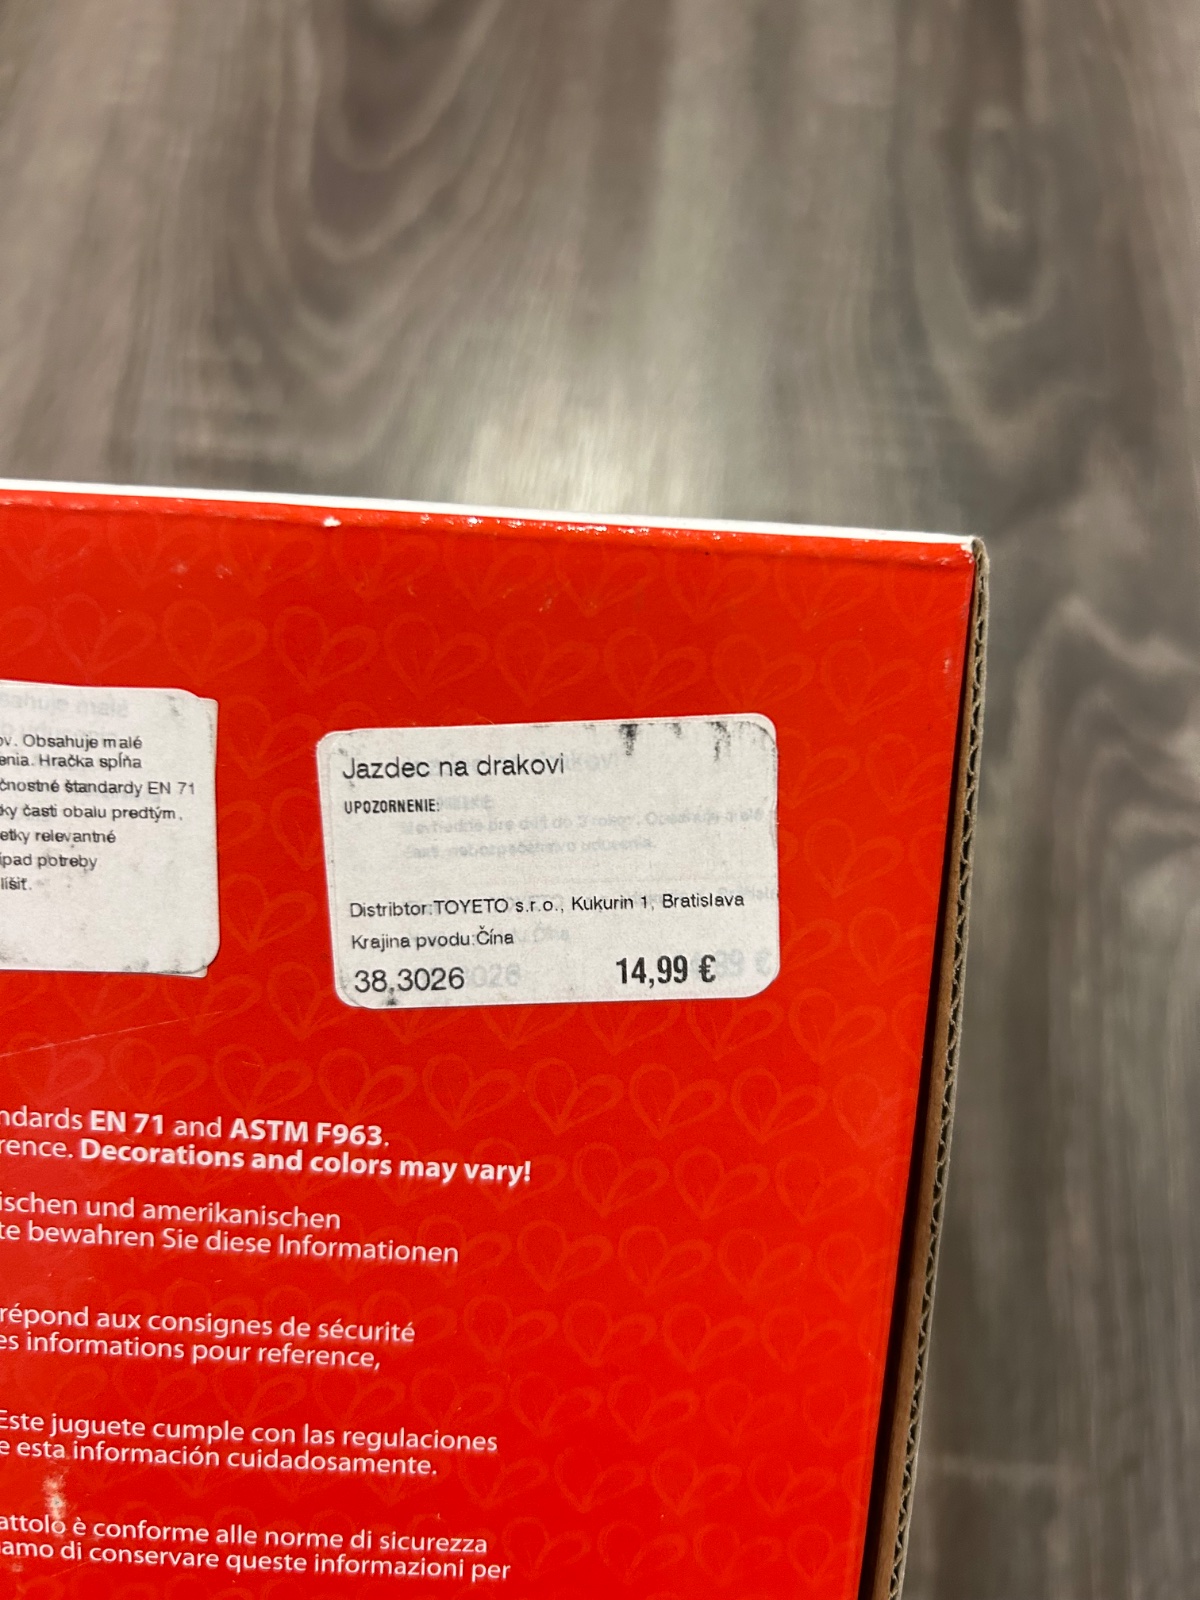 ov. Obsahuje malé
enia. Hračka spĺňa
čnostné štandardy EN 71
ky časti obalu predtým,
etky relevantné
ípad potreby
líšiť.
Jazdec na drakovi
UPOZORNENIE:
Distribtor:TOYETO s.r.o., Kukurin 1, Bratislava
Krajina pvodu:Čína
38,3026 14,99 €
ndards EN 71 and ASTM F963.
rence. Decorations and colors may vary!
ischen und amerikanischen
te bewahren Sie diese Informationen
répond aux consignes de sécurité
es informations pour reference,
Este juguete cumple con las regulaciones
e esta información cuidadosamente.
attolo è conforme alle norme di sicurezza
amo di conservare queste informazioni per